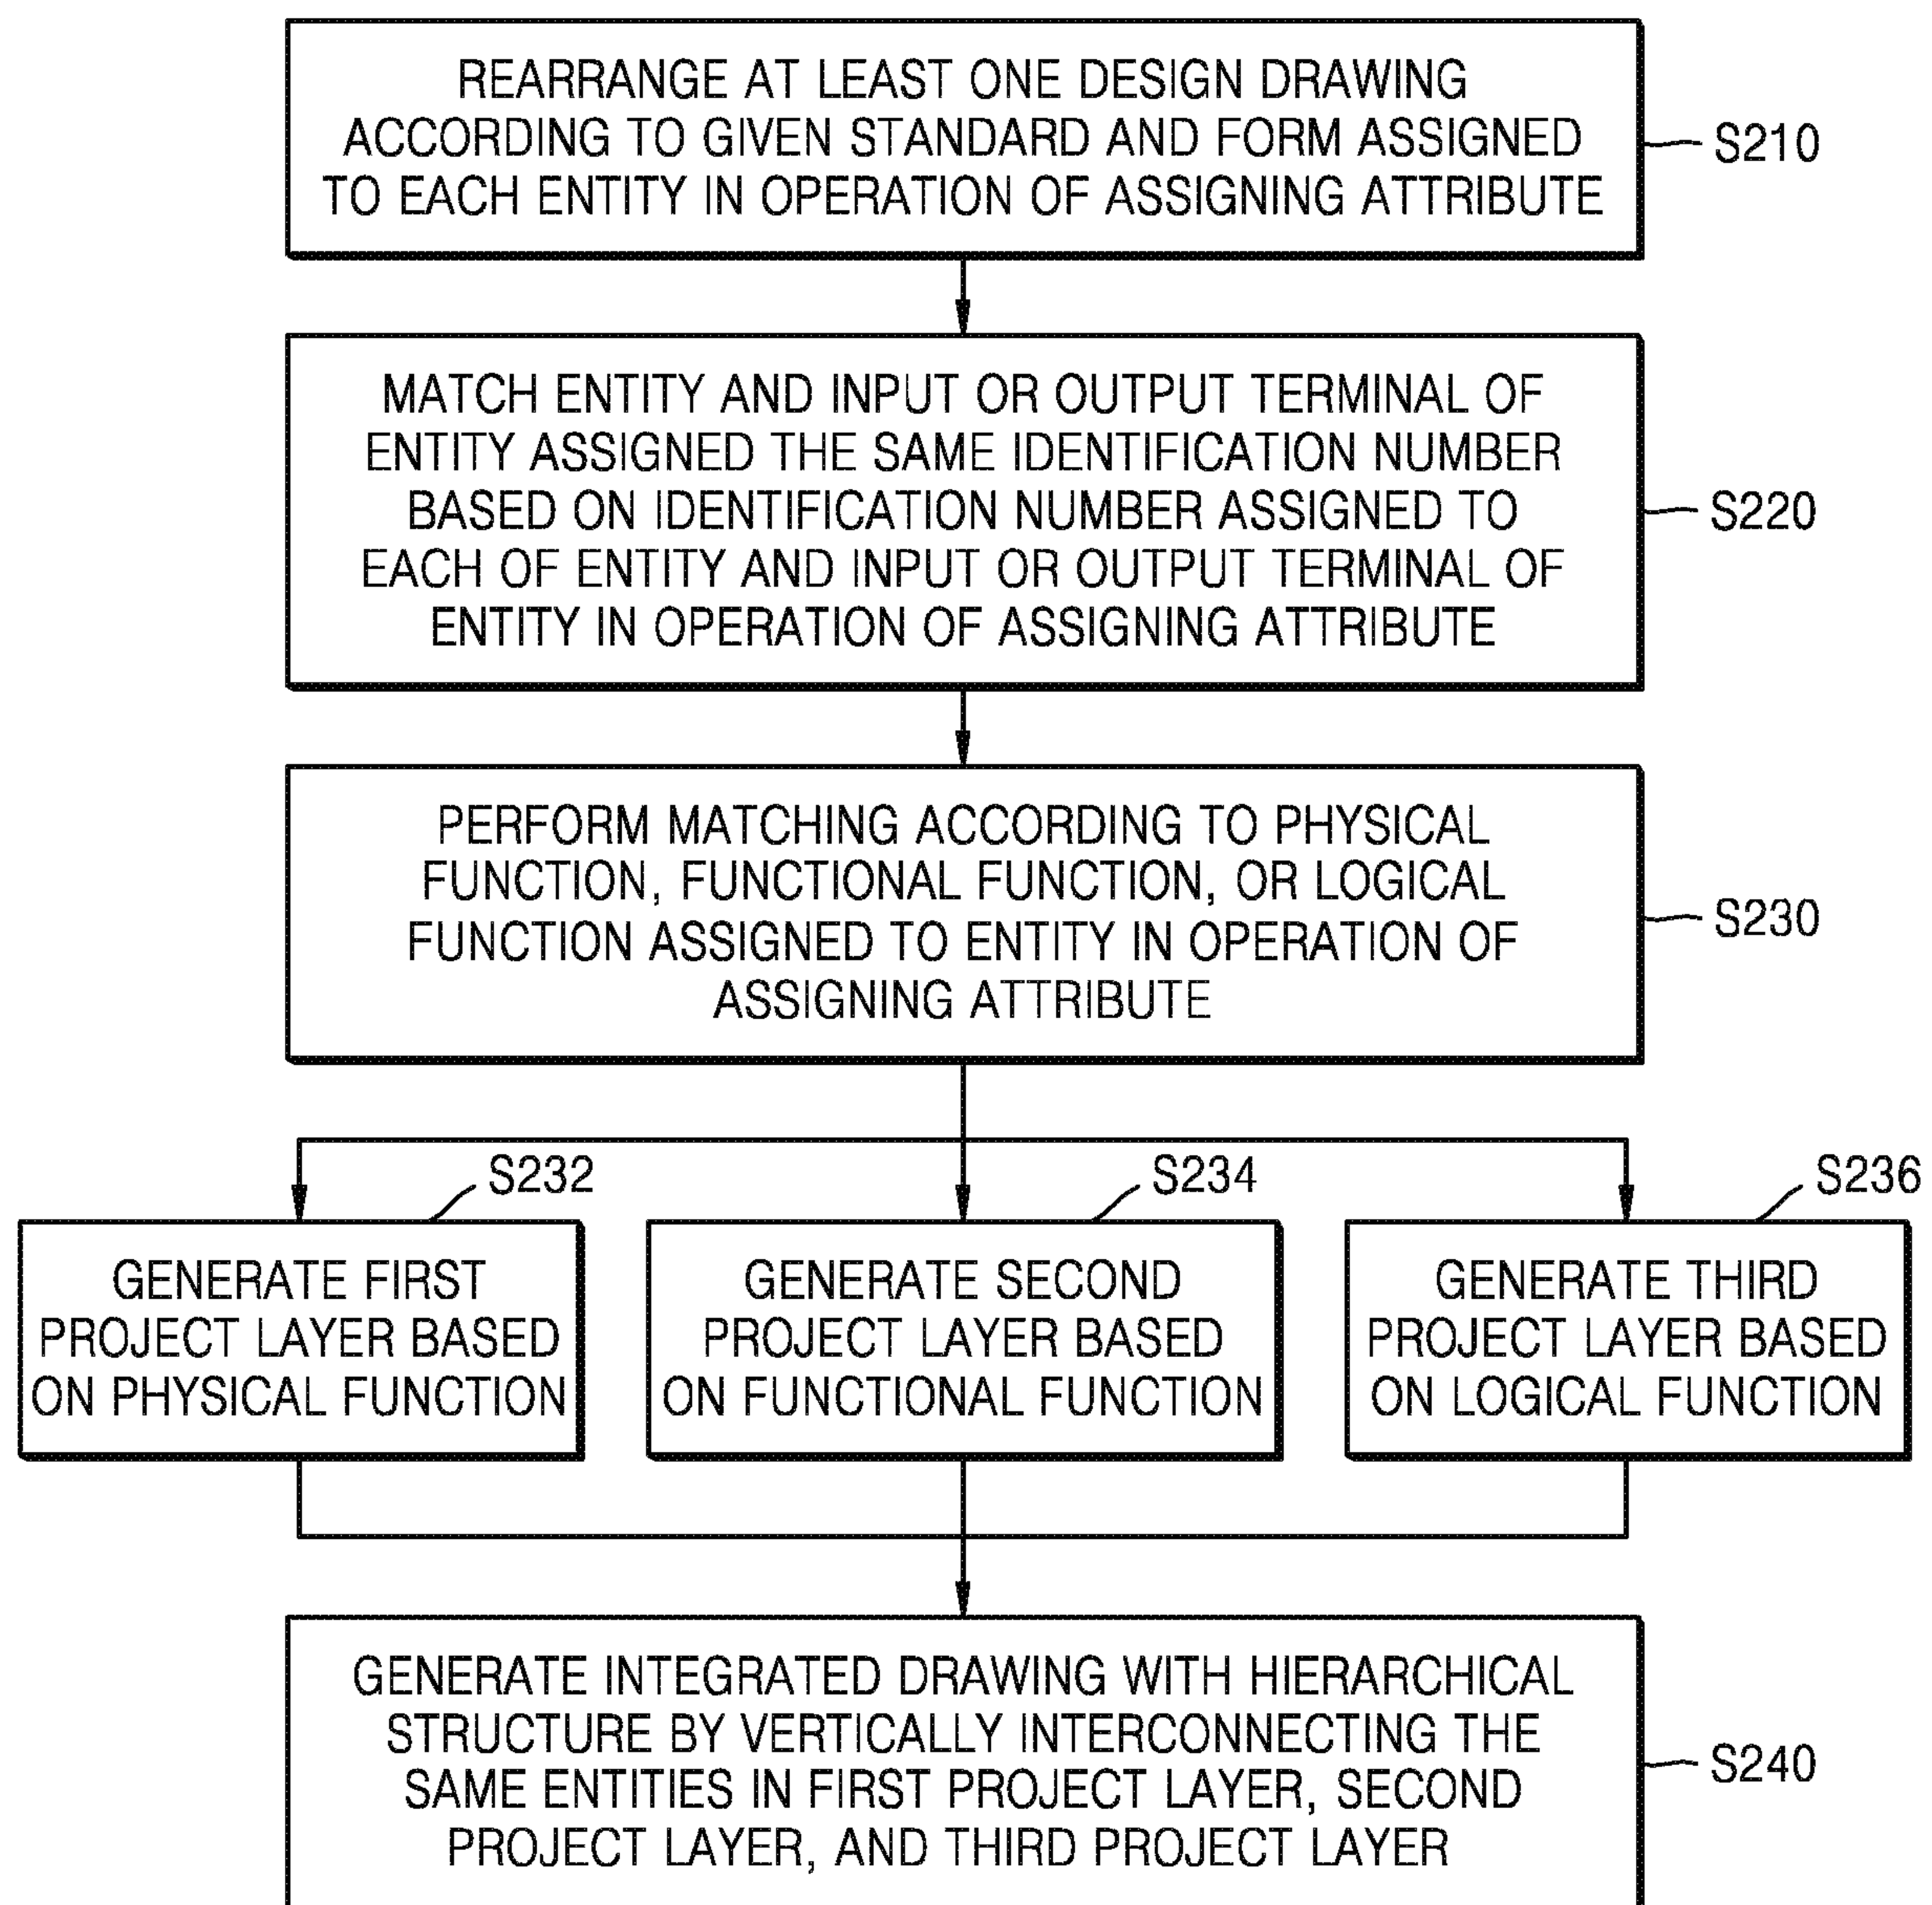 REARRANGE AT LEAST ONE DESIGN DRAWING
ACCORDING TO GIVEN STANDARD AND FORM ASSIGNED
TO EACH ENTITY IN OPERATION OF ASSIGNING ATTRIBUTE
S210
MATCH ENTITY AND INPUT OR OUTPUT TERMINAL OF
ENTITY ASSIGNED THE SAME IDENTIFICATION NUMBER
BASED ON IDENTIFICATION NUMBER ASSIGNED TO
EACH OF ENTITY AND INPUT OR OUTPUT TERMINAL OF
ENTITY IN OPERATION OF ASSIGNING ATTRIBUTE
S220
PERFORM MATCHING ACCORDING TO PHYSICAL
FUNCTION, FUNCTIONAL FUNCTION, OR LOGICAL
FUNCTION ASSIGNED TO ENTITY IN OPERATION OF
ASSIGNING ATTRIBUTE
S230
S232
GENERATE FIRST
PROJECT LAYER BASED
ON PHYSICAL FUNCTION
S234
GENERATE SECOND
PROJECT LAYER BASED
ON FUNCTIONAL FUNCTION
S236
GENERATE THIRD
PROJECT LAYER BASED
ON LOGICAL FUNCTION
GENERATE INTEGRATED DRAWING WITH HIERARCHICAL
STRUCTURE BY VERTICALLY INTERCONNECTING THE
SAME ENTITIES IN FIRST PROJECT LAYER, SECOND
PROJECT LAYER, AND THIRD PROJECT LAYER
S240